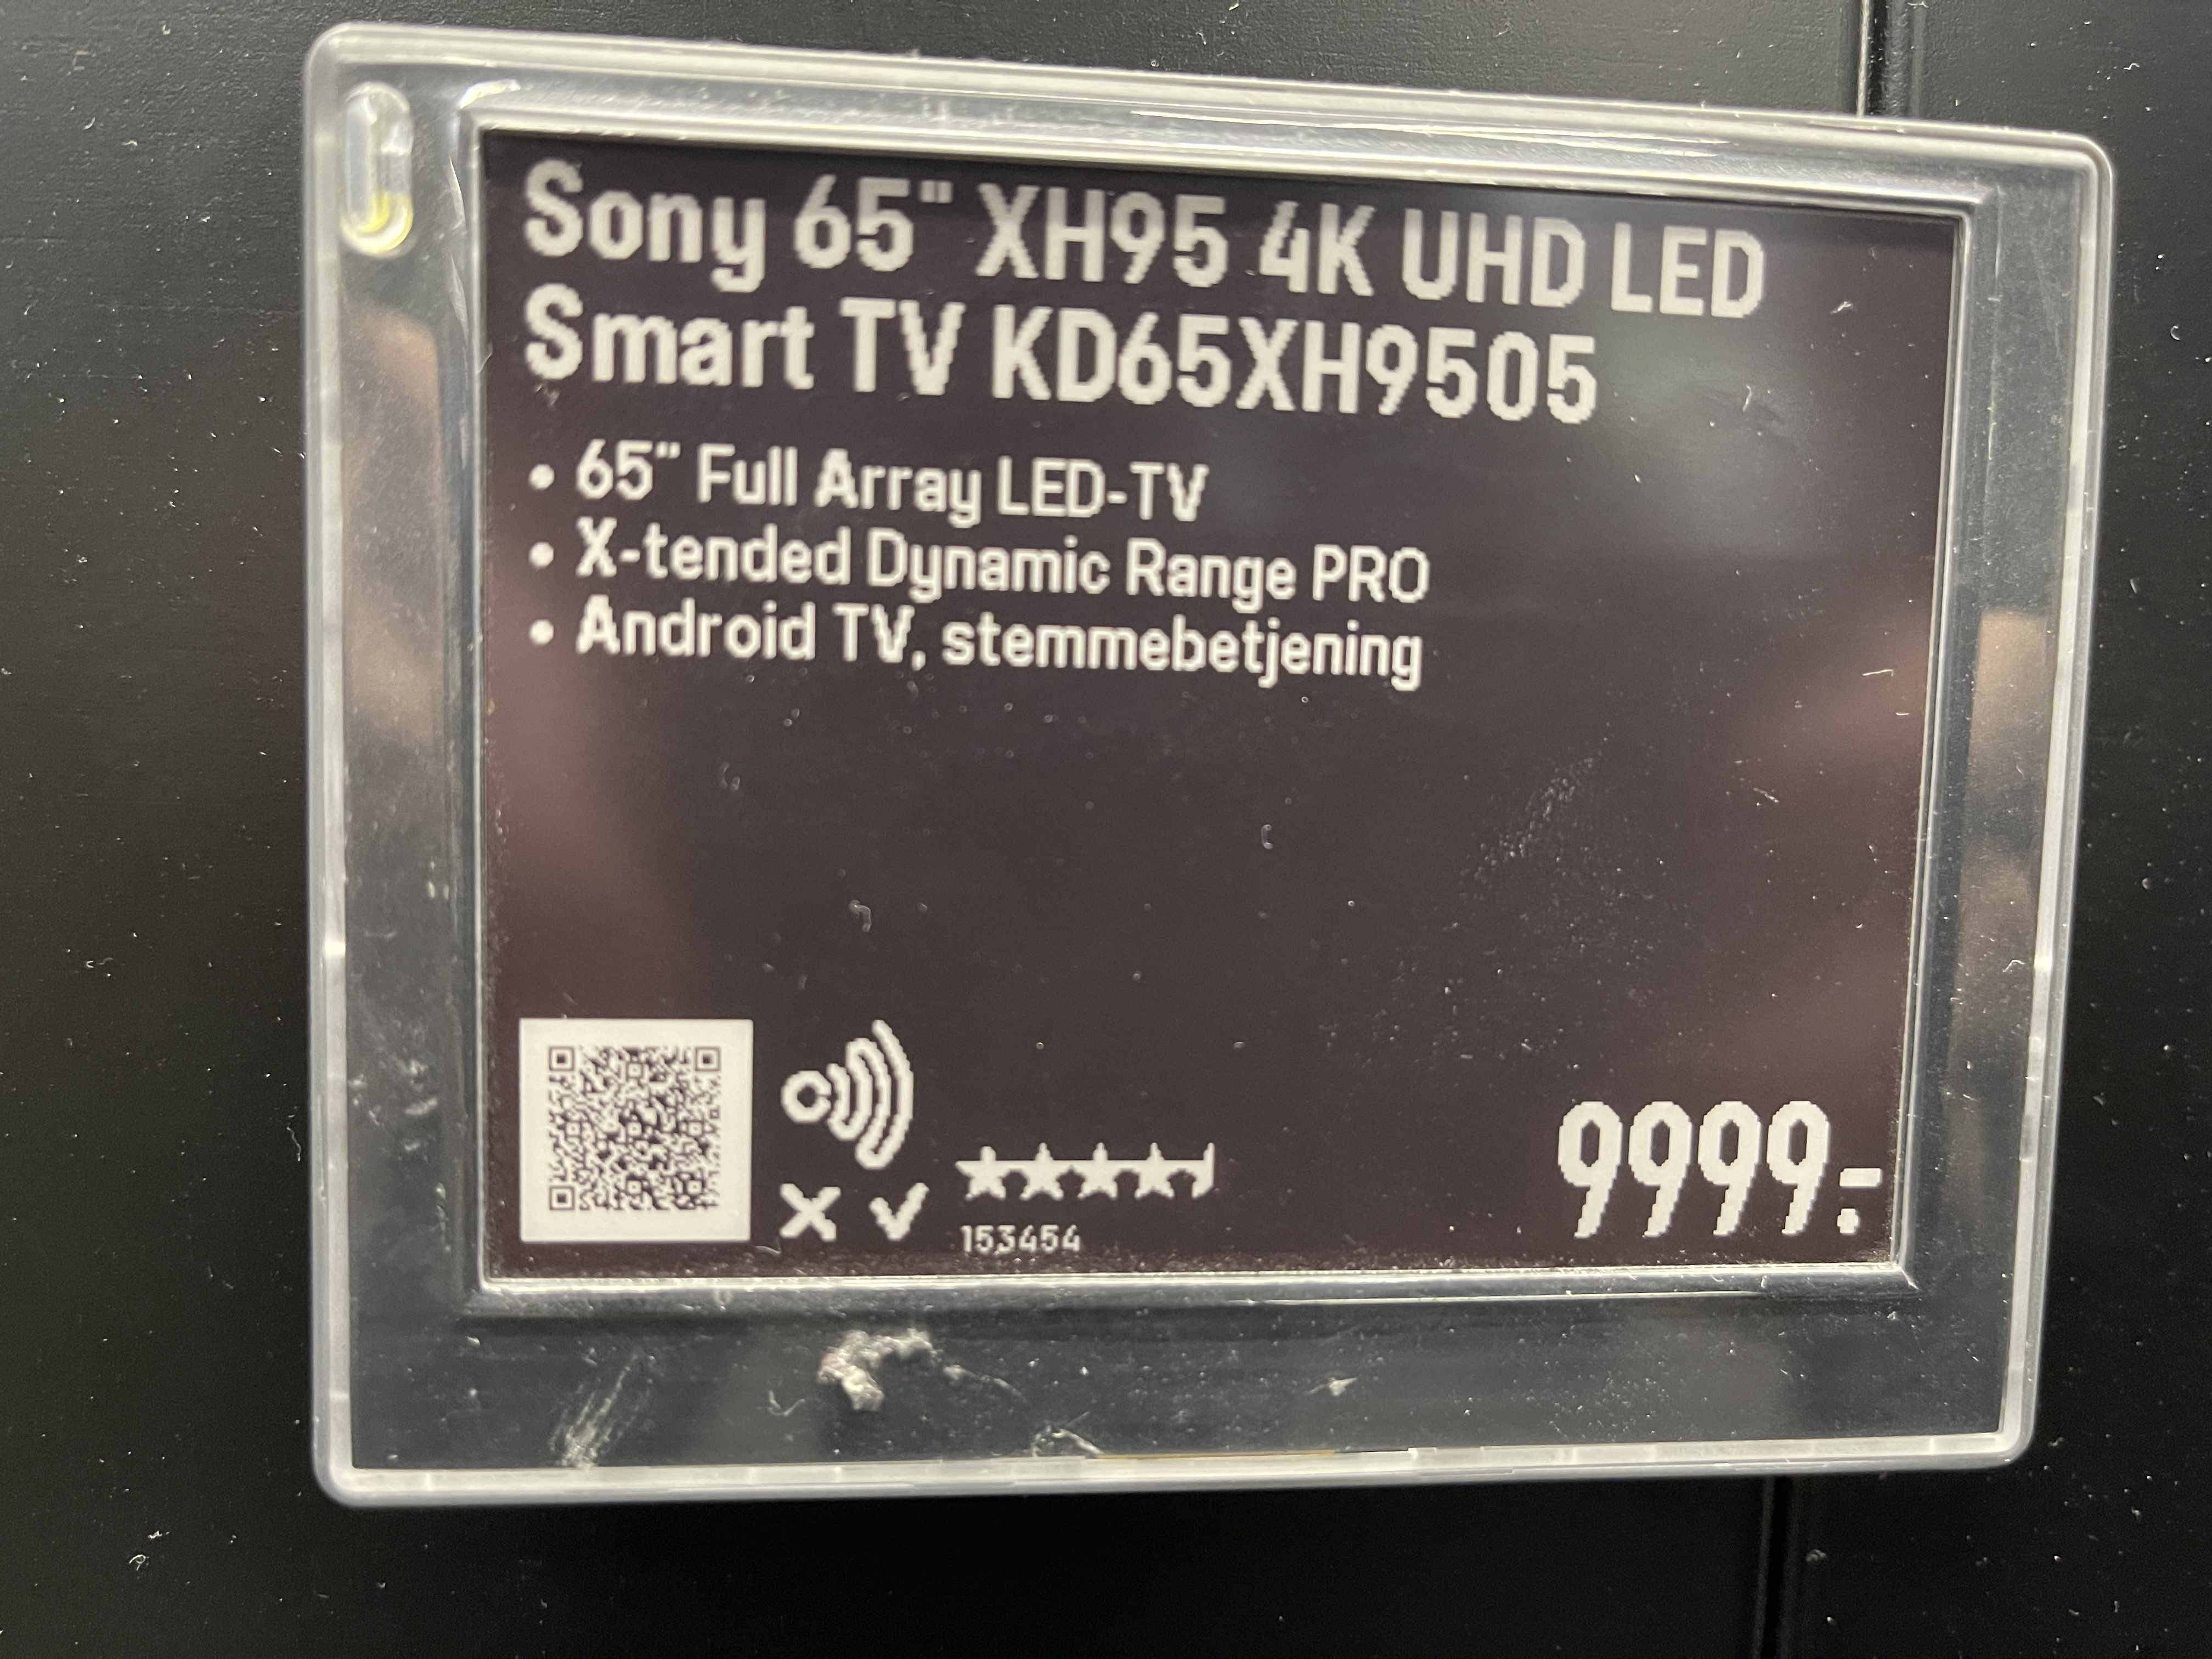 Sony 65" XH95 4K UHD LED
Smart TV KD65XH9505
• 65" Full Array LED-TV
• X-tended Dynamic Range PRO
• Android TV, stemmebetjening
153454
9999.-